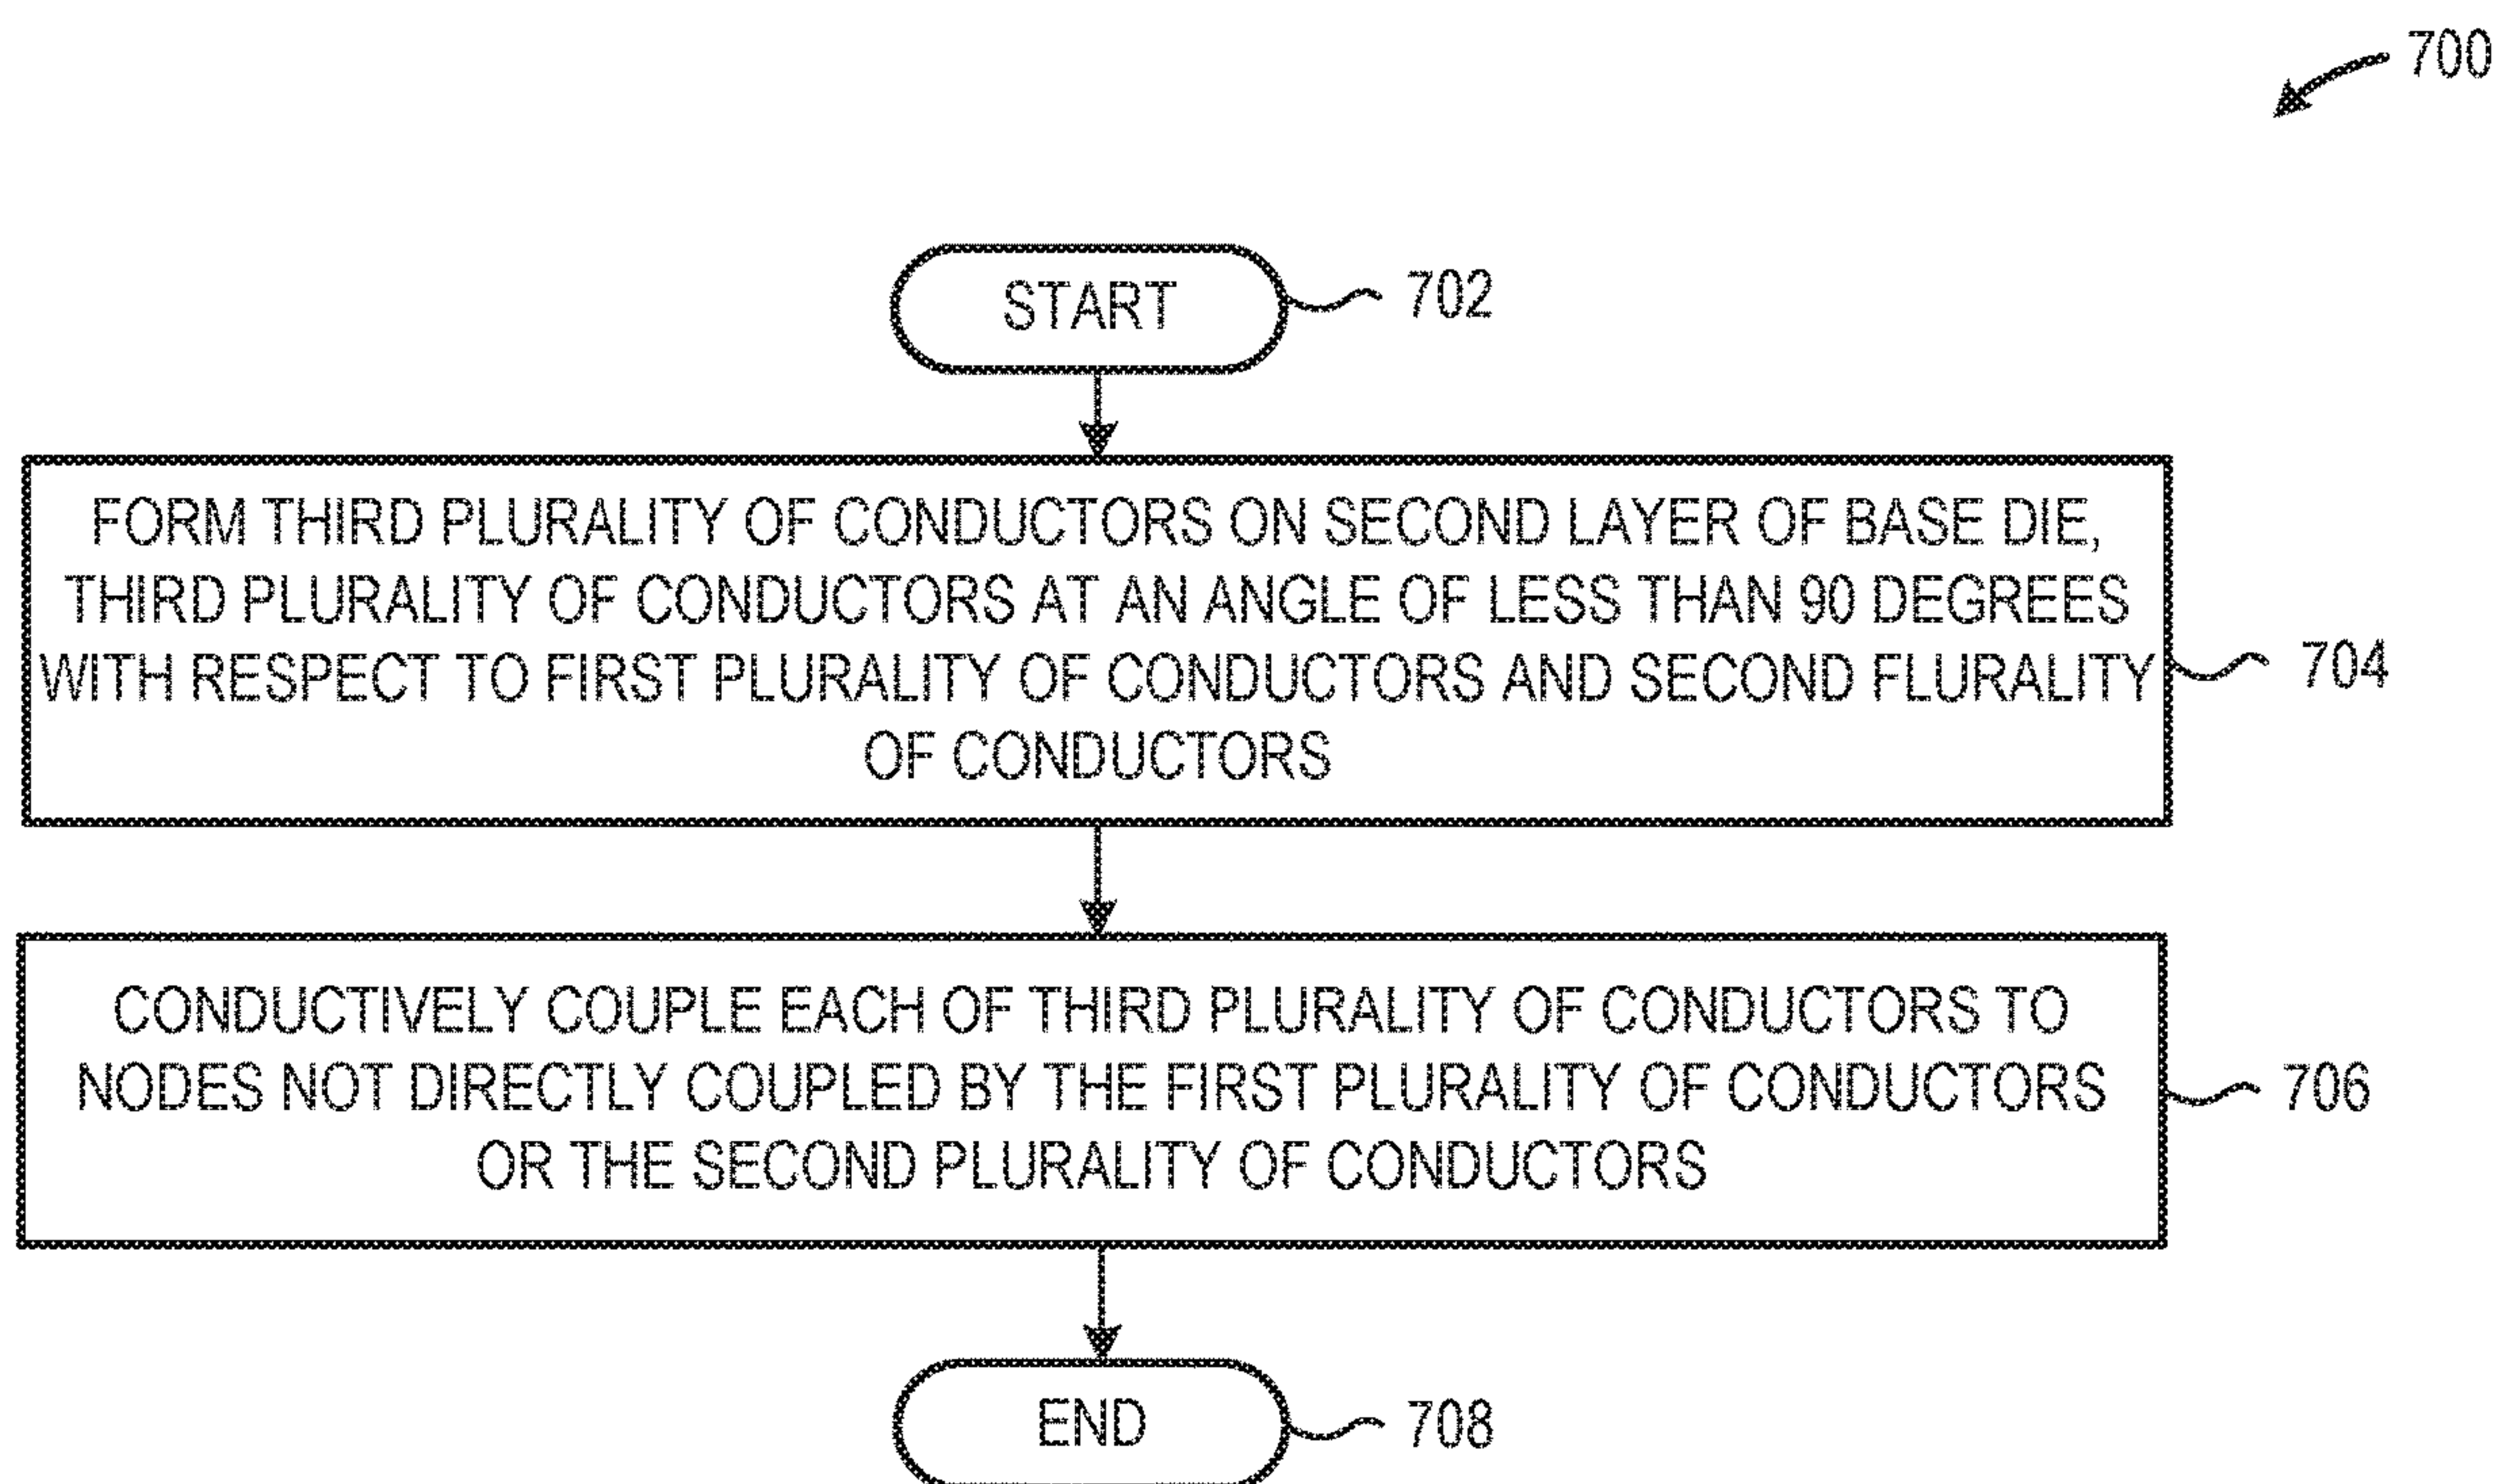 700
START
702
FORM THIRD PLURALITY OF CONDUCTORS ON SECOND LAYER OF BASE DIE,
THIRD PLURALITY OF CONDUCTORS AT AN ANGLE OF LESS THAN 90 DEGREES
WITH RESPECT TO FIRST PLURALITY OF CONDUCTORS AND SECOND FLURALITY
OF CONDUCTORS
704
CONDUCTIVELY COUPLE EACH OF THIRD PLURALITY OF CONDUCTORS TO
NODES NOT DIRECTLY COUPLED BY THE FIRST PLURALITY OF CONDUCTORS
OR THE SECOND PLURALITY OF CONDUCTORS
706
END
708